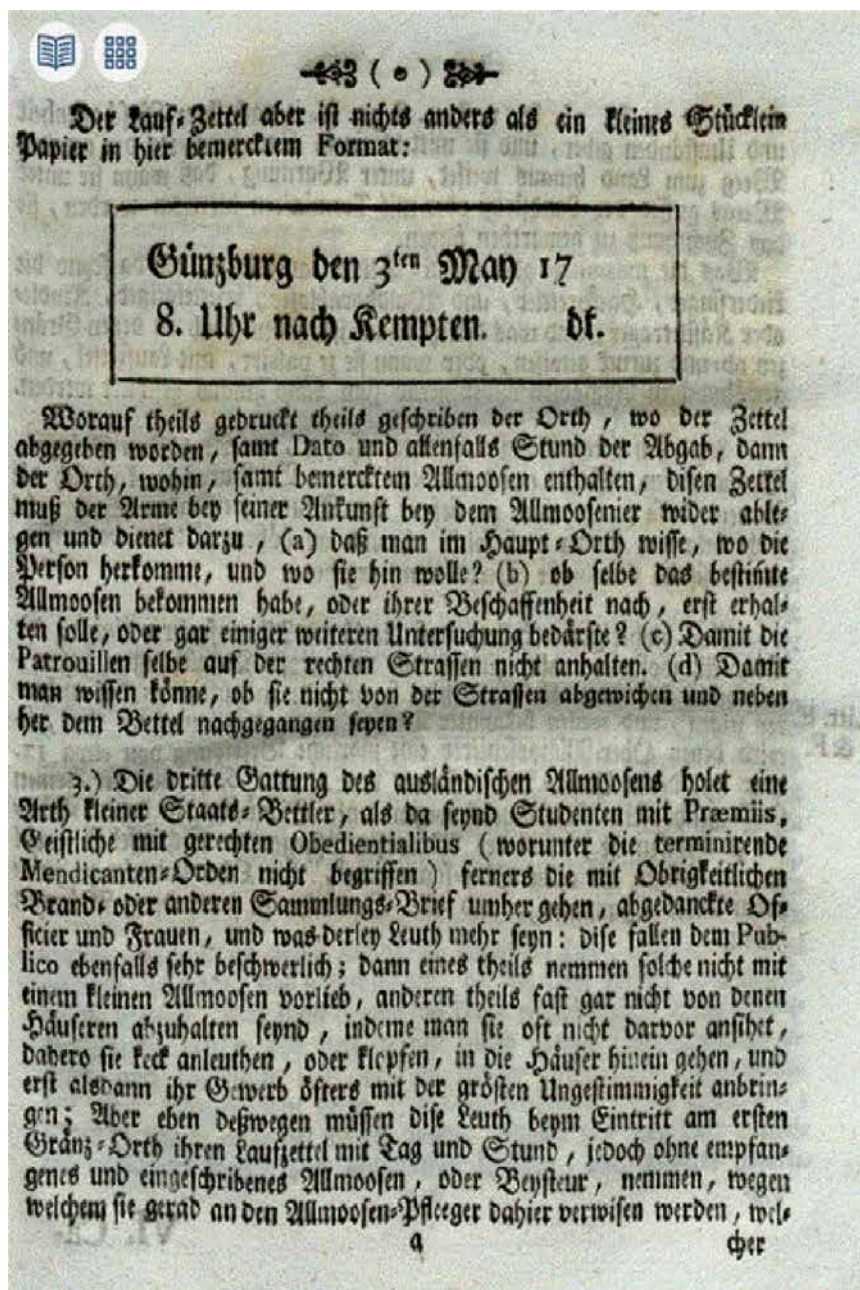 ( • )
Der Lauf-Zettel aber ist nichts anders als ein kleines Stücklein
Papier in hier bemercktem Format:
Günzburg den 3ten May 17
8. Uhr nach Kempten. dk.
Worauf theils gedruckt theils geschriben der Orth, wo der Zettel
abgegeben worden, samt Dato und allenfalls Stund der Abgab, dann
der Orth, wohin, samt bemercktem Allmoosen enthalten, disen Zettel
muß der Arme bey seiner Ankunft bey dem Allmoosenier wider able-
gen und dienet darzu, (a) daß man im Haupt-Orth wisse, wo die
Person herkomme, und wo sie hin wolle? (b) ob selbe das bestim̃te
Allmoosen bekommen habe, oder ihrer Beschaffenheit nach, erst erhal-
ten solle, oder gar einiger weiteren Untersuchung bedärfte? (c) Damit die
Patrouillen selbe auf der rechten Strassen nicht anhalten. (d) Damit
man wissen könne, ob sie nicht von der Strassen abgewichen und neben
her dem Bettel nachgegangen seyen?
3.) Die dritte Gattung des ausländischen Allmoosens holet eine
Arth kleiner Staats-Bettler, als da seynd Studenten mit Præmiis,
Geistliche mit gerechten Obedientialibus (worunter die terminirende
Mendicanten-Orden nicht begriffen) ferners die mit Obrigkeitlichen
Brand- oder anderen Sammlungs-Brief umher gehen, abgedanckte Of-
ficier und Frauen, und was derley Leuth mehr seyn: dise fallen dem Pub-
lico ebenfalls sehr beschwerlich; dann eines theils nemmen solche nicht mit
einem kleinen Allmoosen vorlieb, anderen theils fast gar nicht von denen
Häuseren abzuhalten seynd, indeme man sie oft nicht darvor ansihet,
dahero sie keck anleuthen, oder klopfen, in die Häuser hinein gehen, und
erst alsdann ihr Gewerb öfters mit der grösten Ungestimmigkeit anbrin-
gen; Aber eben deßwegen müssen dise Leuth beym Eintritt am ersten
Gränz-Orth ihren Laufzettel mit Tag und Stund, jedoch ohne empfan-
genes und eingeschribenes Allmoosen, oder Beysteur, nemmen, wegen
welchem sie gerad an den Allmoosen-Pfleeger dahier verwisen werden, wel-
4 cher